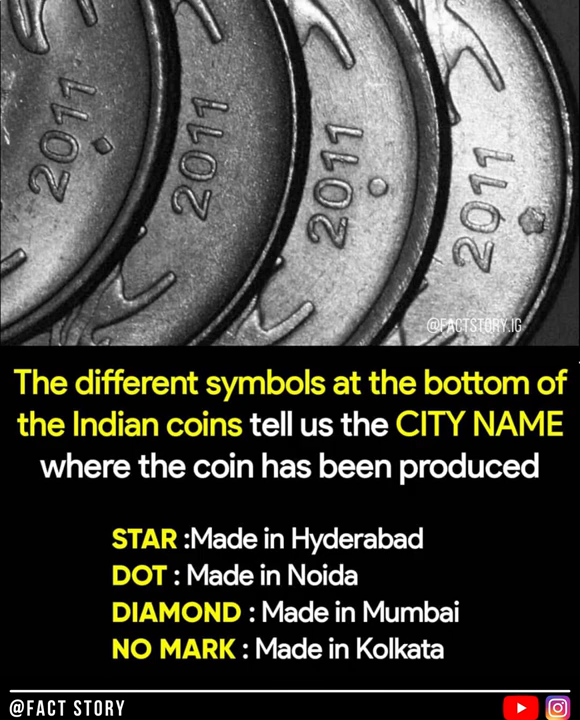 2011
2011
2011
2011
@FACTSTORY.IG
The different symbols at the bottom of
the Indian coins tell us the CITY NAME
where the coin has been produced
STAR :Made in Hyderabad
DOT : Made in Noida
DIAMOND : Made in Mumbai
NO MARK : Made in Kolkata
@FACT STORY